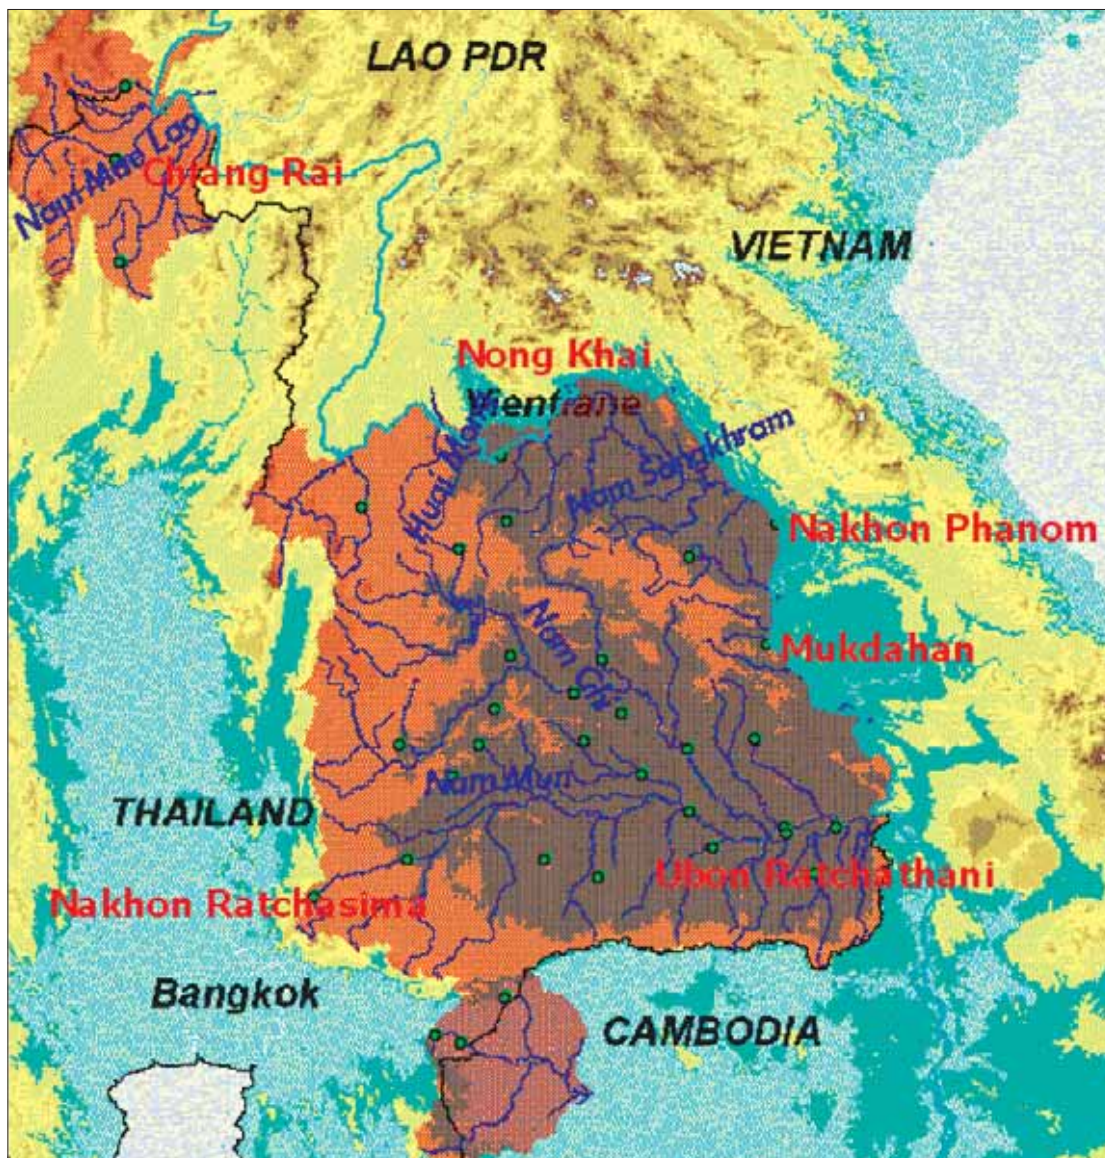 LAO PDR
Nam Mae Lao
Chiang Rai
VIETNAM
Nong Khai
Vientiane
Huai Mong
Nam Songkhram
Nakhon Phanom
Nam Chi
Mukdahan
Nam Mun
THAILAND
Ubon Ratchathani
Nakhon Ratchasima
Bangkok
CAMBODIA